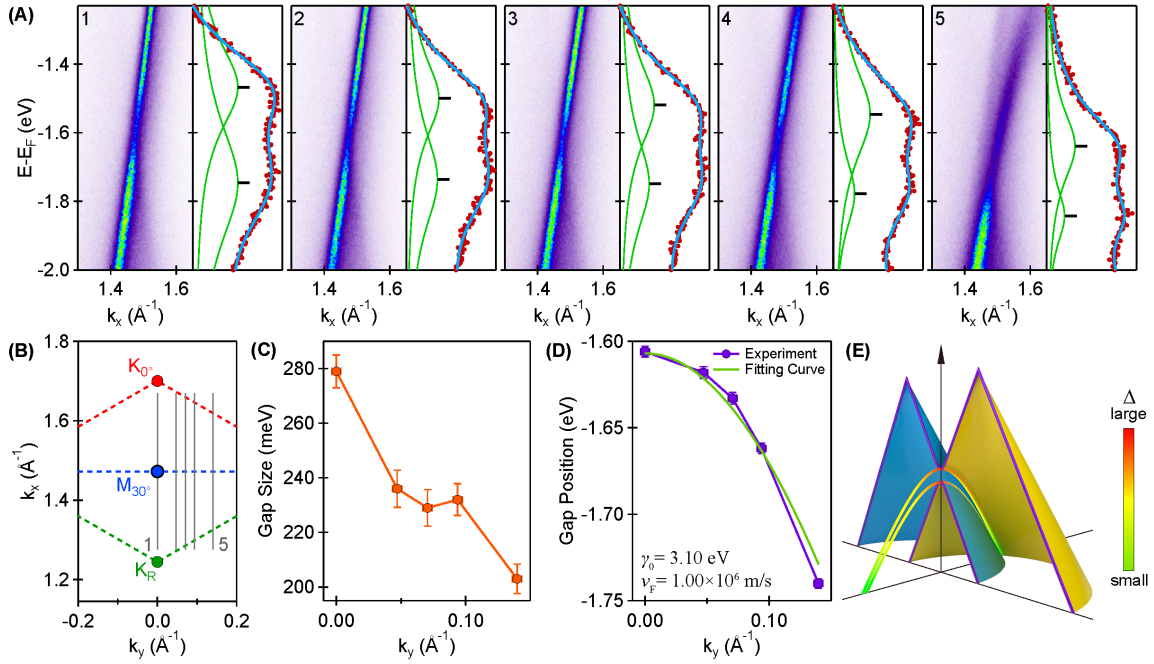 (A)
1
2
3
4
5
-1.4
-1.6
-1.8
-2.0
E-E_F (eV)
1.4 1.6
1.4 1.6
1.4 1.6
1.4 1.6
1.4 1.6
k_x (Å⁻¹)
k_x (Å⁻¹)
k_x (Å⁻¹)
k_x (Å⁻¹)
k_x (Å⁻¹)
(B)
1.8
1.6
1.4
1.2
k_x (Å⁻¹)
K_0°
M_30°
K_R
1 5
-0.2 0.0 0.2
k_y (Å⁻¹)
(C)
280
260
240
220
200
Gap Size (meV)
0.00 0.10
k_y (Å⁻¹)
(D)
-1.60
-1.65
-1.70
-1.75
Gap Position (eV)
Experiment
Fitting Curve
γ₀= 3.10 eV
v_F= 1.00×10⁶ m/s
0.00 0.10
k_y (Å⁻¹)
(E)
Δ
large
small